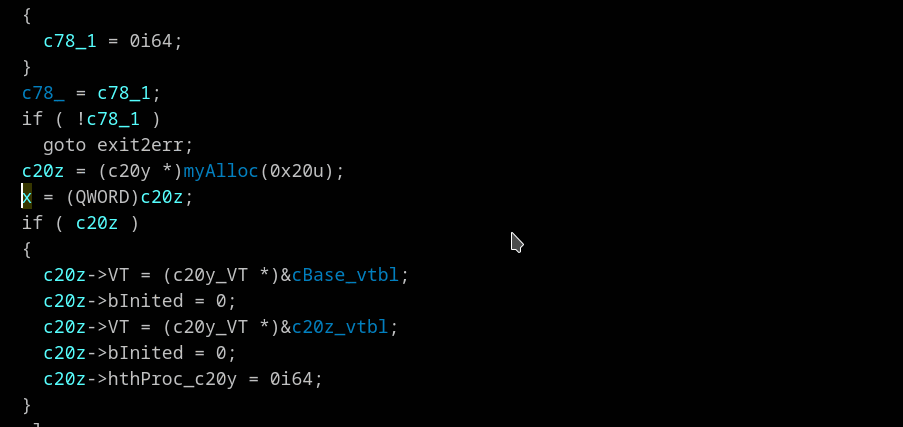 {
c78_1 = 0i64;
}
c78_ = c78_1;
if ( !c78_1 )
goto exit2err;
c20z = (c20y *)myAlloc(0x20u);
x = (QWORD)c20z;
if ( c20z )
{
c20z->VT = (c20y_VT *)&cBase_vtbl;
c20z->bInited = 0;
c20z->VT = (c20y_VT *)&c20z_vtbl;
c20z->bInited = 0;
c20z->hthProc_c20y = 0i64;
}